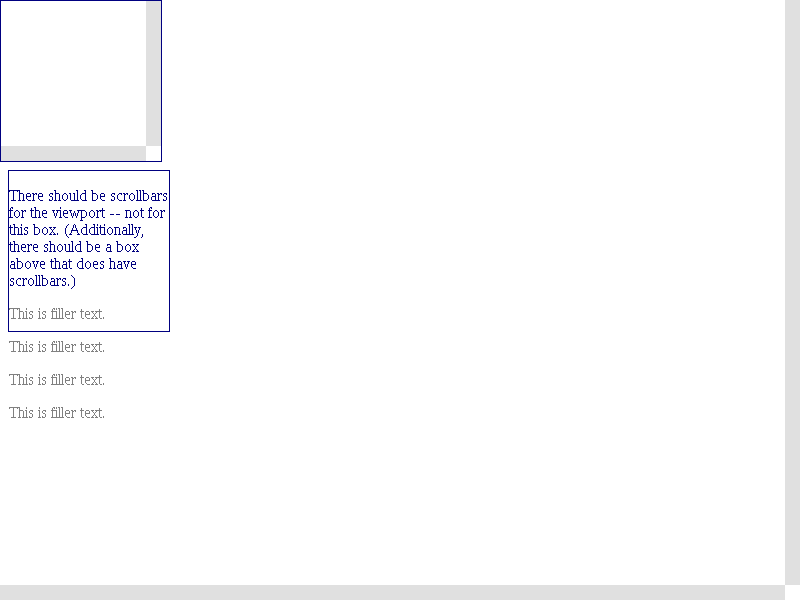 There should be scrollbars
for the viewport -- not for
this box. (Additionally,
there should be a box
above that does have
scrollbars.)
This is filler text.
This is filler text.
This is filler text.
This is filler text.